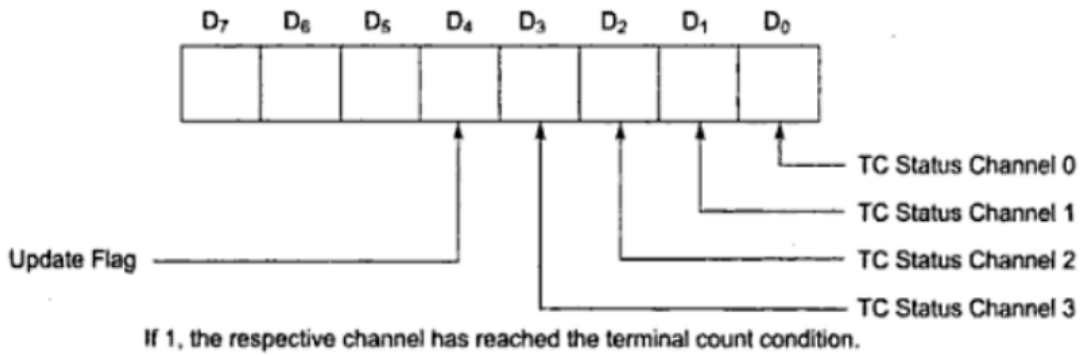 D₇ D₆ D₅ D₄ D₃ D₂ D₁ D₀
TC Status Channel 0
TC Status Channel 1
Update Flag
TC Status Channel 2
TC Status Channel 3
If 1, the respective channel has reached the terminal count condition.